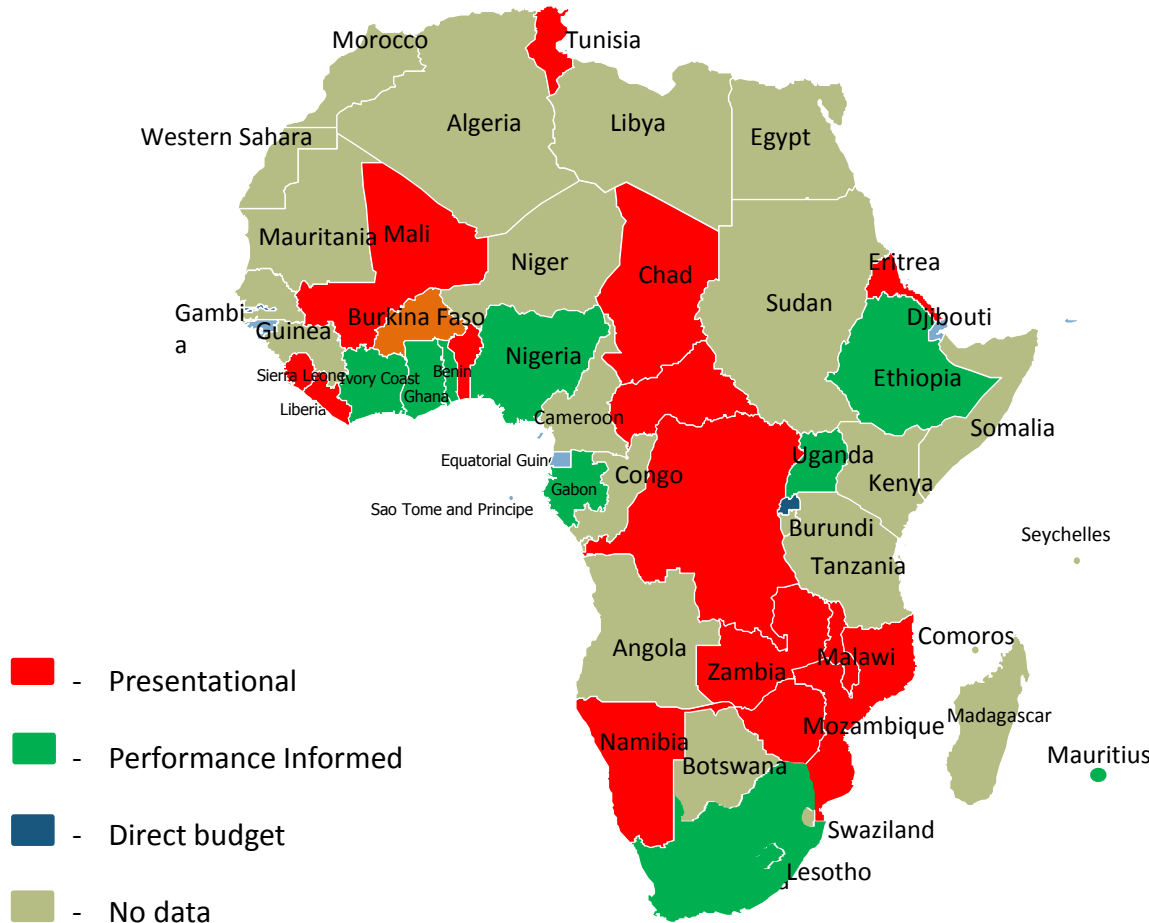 Morocco
Tunisia
Algeria
Libya
Egypt
Western Sahara
Mauritania
Mali
Niger
Chad
Sudan
Eritrea
Gambi
a
Guinea
Burkina Faso
Djibouti
Nigeria
Sierra Leone
Ivory Coast
Benin
Ghana
Ethiopia
Liberia
Cameroon
Somalia
Equatorial Guin
Congo
Uganda
Kenya
Gabon
Sao Tome and Principe
Burundi
Seychelles
Tanzania
Angola
Comoros
Zambia
Malawi
Mozambique
Madagascar
Namibia
Botswana
Mauritius
Swaziland
Lesotho
- Presentational
- Performance Informed
- Direct budget
- No data